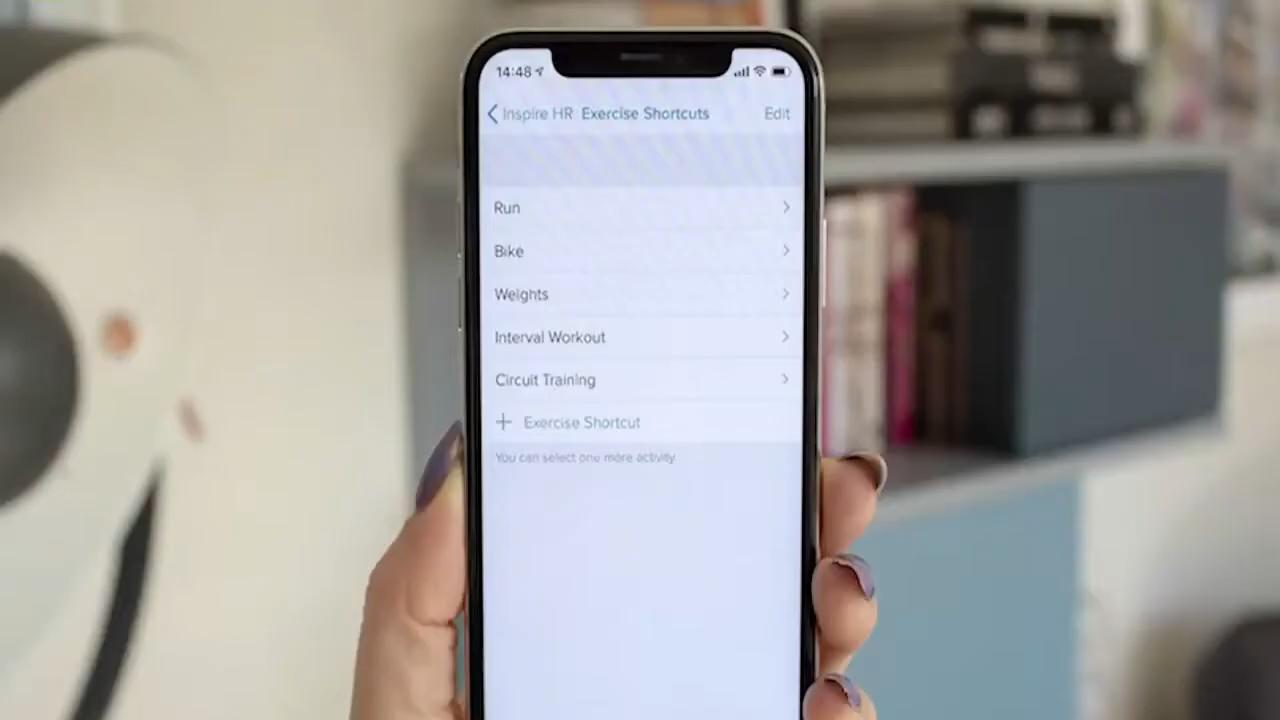 14:48
Inspire HR Exercise Shortcuts Edit
Run
Bike
Weights
Interval Workout
Circuit Training
+ Exercise Shortcut
You can select one more activity